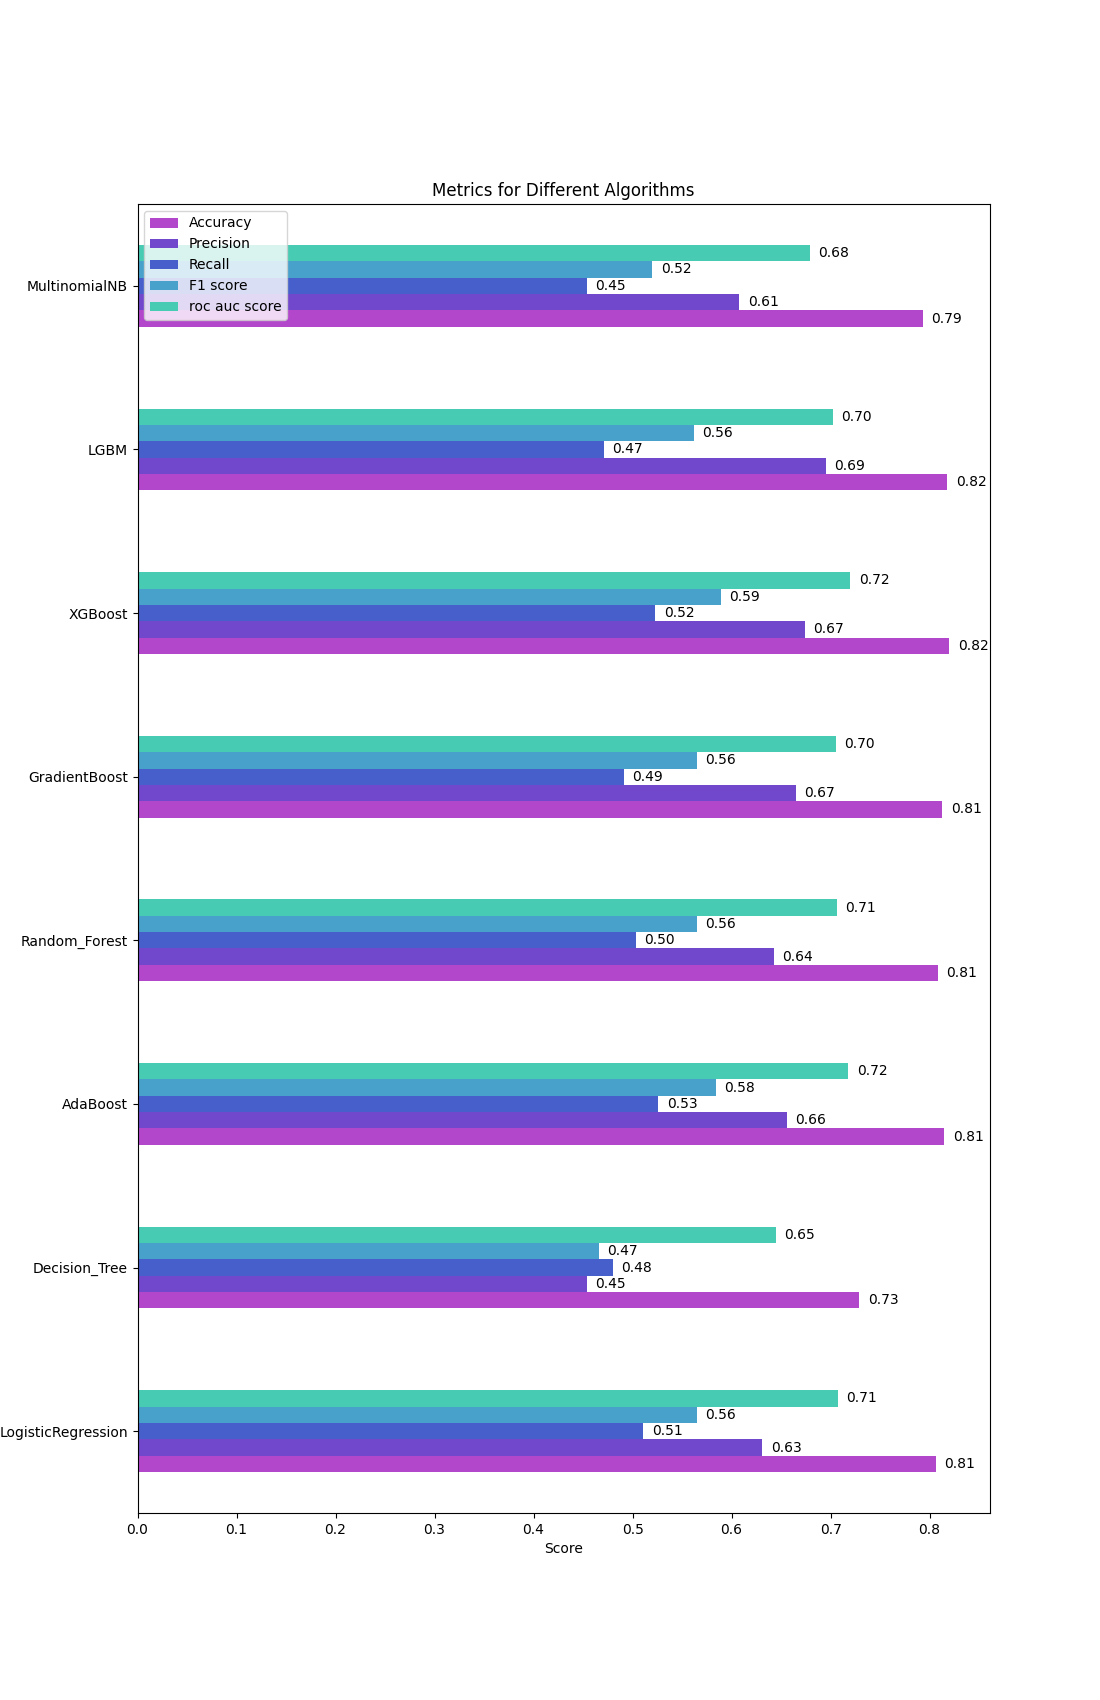 Metrics for Different Algorithms
Accuracy
Precision
Recall
F1 score
roc auc score
MultinomialNB
0.68
0.52
0.45
0.61
0.79
LGBM
0.70
0.56
0.47
0.69
0.82
XGBoost
0.72
0.59
0.52
0.67
0.82
GradientBoost
0.70
0.56
0.49
0.67
0.81
Random_Forest
0.71
0.56
0.50
0.64
0.81
AdaBoost
0.72
0.58
0.53
0.66
0.81
Decision_Tree
0.65
0.47
0.48
0.45
0.73
LogisticRegression
0.71
0.56
0.51
0.63
0.81
0.0 0.1 0.2 0.3 0.4 0.5 0.6 0.7 0.8
Score